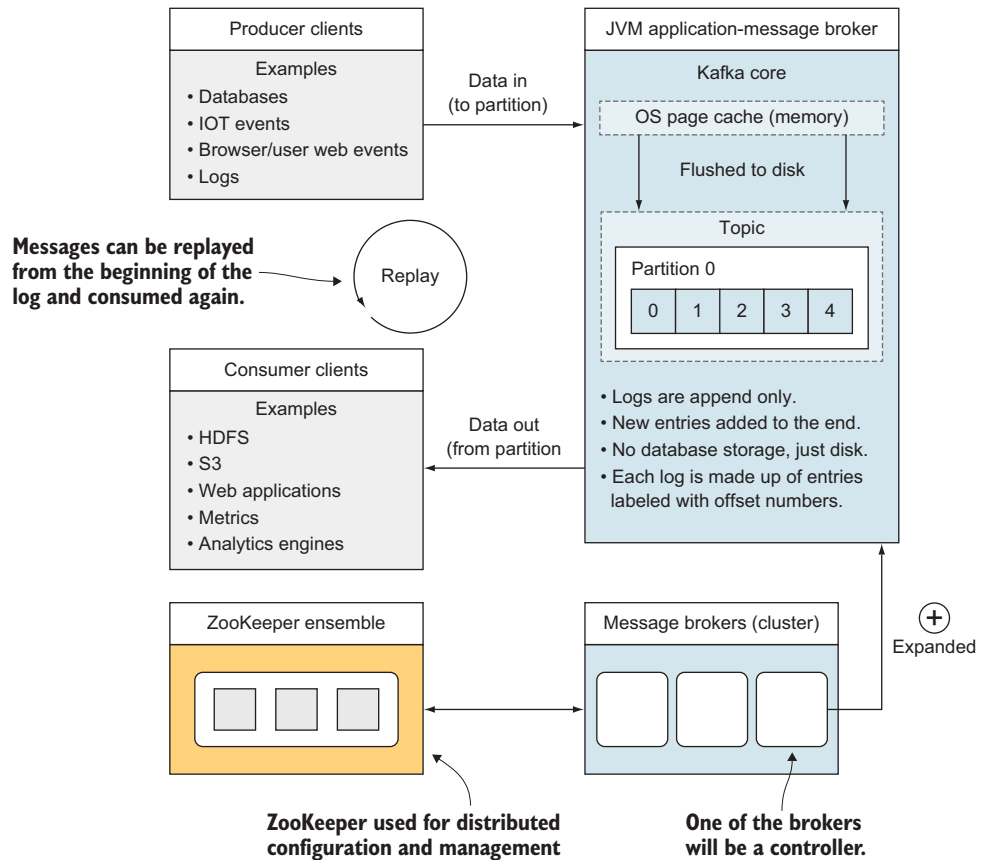 Producer clients
Examples
• Databases
• IOT events
• Browser/user web events
• Logs
Data in
(to partition)
JVM application-message broker
Kafka core
OS page cache (memory)
Flushed to disk
Topic
Partition 0
0 1 2 3 4
• Logs are append only.
• New entries added to the end.
• No database storage, just disk.
• Each log is made up of entries
labeled with offset numbers.
Messages can be replayed
from the beginning of the
log and consumed again.
Replay
Consumer clients
Examples
• HDFS
• S3
• Web applications
• Metrics
• Analytics engines
Data out
(from partition
ZooKeeper ensemble
Message brokers (cluster)
+
Expanded
ZooKeeper used for distributed
configuration and management
One of the brokers
will be a controller.